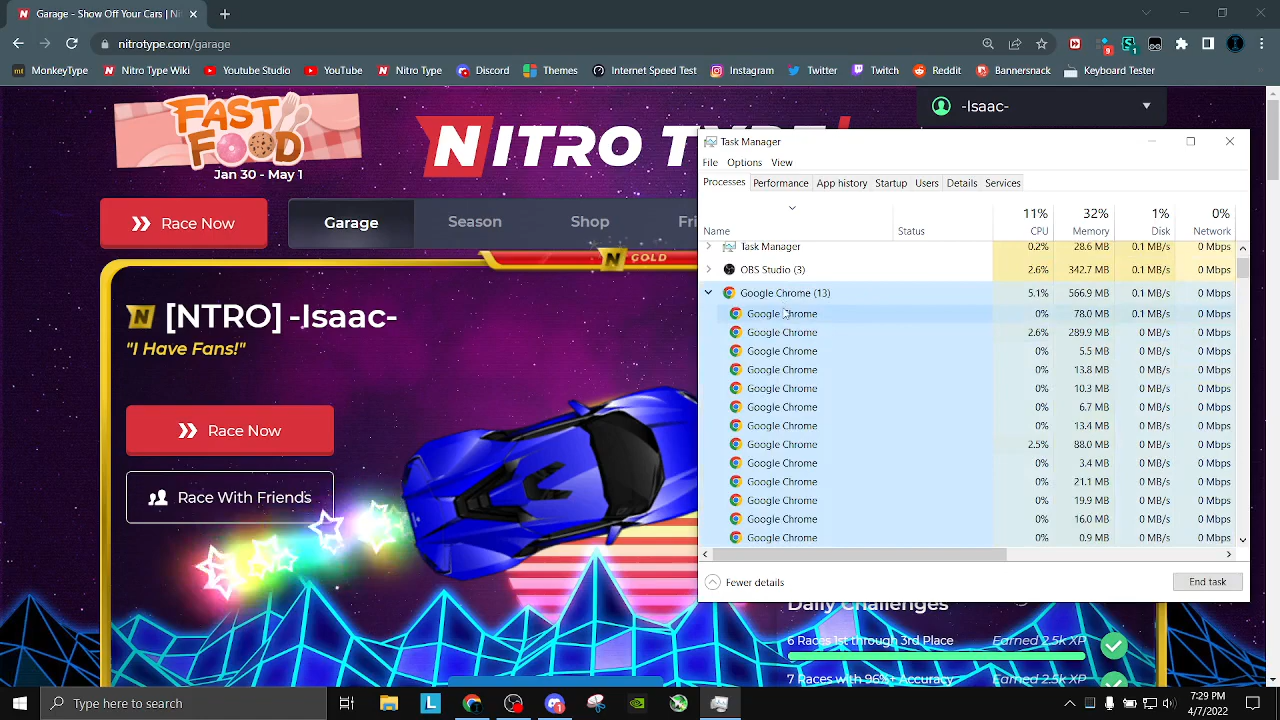 Garage - Show Off Your Cars | Nit
nitrotype.com/garage
MonkeyType
Nitro Type Wiki
Youtube Studio
YouTube
Nitro Type
Discord
Themes
Internet Speed Test
Instagram
Twitter
Twitch
Reddit
Bannersnack
Keyboard Tester
FAST
FOOD
Jan 30 - May 1
NITRO TYPE!
-Isaac-
Race Now
Garage
Season
Shop
Fri
N GOLD
[NTRO] -Isaac-
"I Have Fans!"
Race Now
Race With Friends
Task Manager
File Options View
Processes Performance App history Startup Users Details Services
11% 32% 1% 0%
Name Status CPU Memory Disk Network
Task Manager 0.2% 28.6 MB 0.1 MB/s 0 Mbps
OBS Studio (3) 2.6% 342.7 MB 0.1 MB/s 0 Mbps
Google Chrome (13) 5.1% 566.9 MB 0.1 MB/s 0 Mbps
Google Chrome 0% 78.0 MB 0.1 MB/s 0 Mbps
Google Chrome 2.6% 289.9 MB 0 MB/s 0 Mbps
Google Chrome 0% 5.5 MB 0 MB/s 0 Mbps
Google Chrome 0% 13.8 MB 0 MB/s 0 Mbps
Google Chrome 0% 10.3 MB 0 MB/s 0 Mbps
Google Chrome 0% 6.7 MB 0 MB/s 0 Mbps
Google Chrome 0% 13.4 MB 0 MB/s 0 Mbps
Google Chrome 2.5% 88.0 MB 0 MB/s 0 Mbps
Google Chrome 0% 3.4 MB 0 MB/s 0 Mbps
Google Chrome 0% 21.1 MB 0 MB/s 0 Mbps
Google Chrome 0% 19.9 MB 0 MB/s 0 Mbps
Google Chrome 0% 16.0 MB 0 MB/s 0 Mbps
Google Chrome 0% 0.9 MB 0 MB/s 0 Mbps
Fewer details
End task
Daily Challenges
6 Races 1st through 3rd Place Earned 2.5k XP
7 Races with 96%+ Accuracy Earned 2.5k XP
Type here to search
7:29 PM
4/7/2022